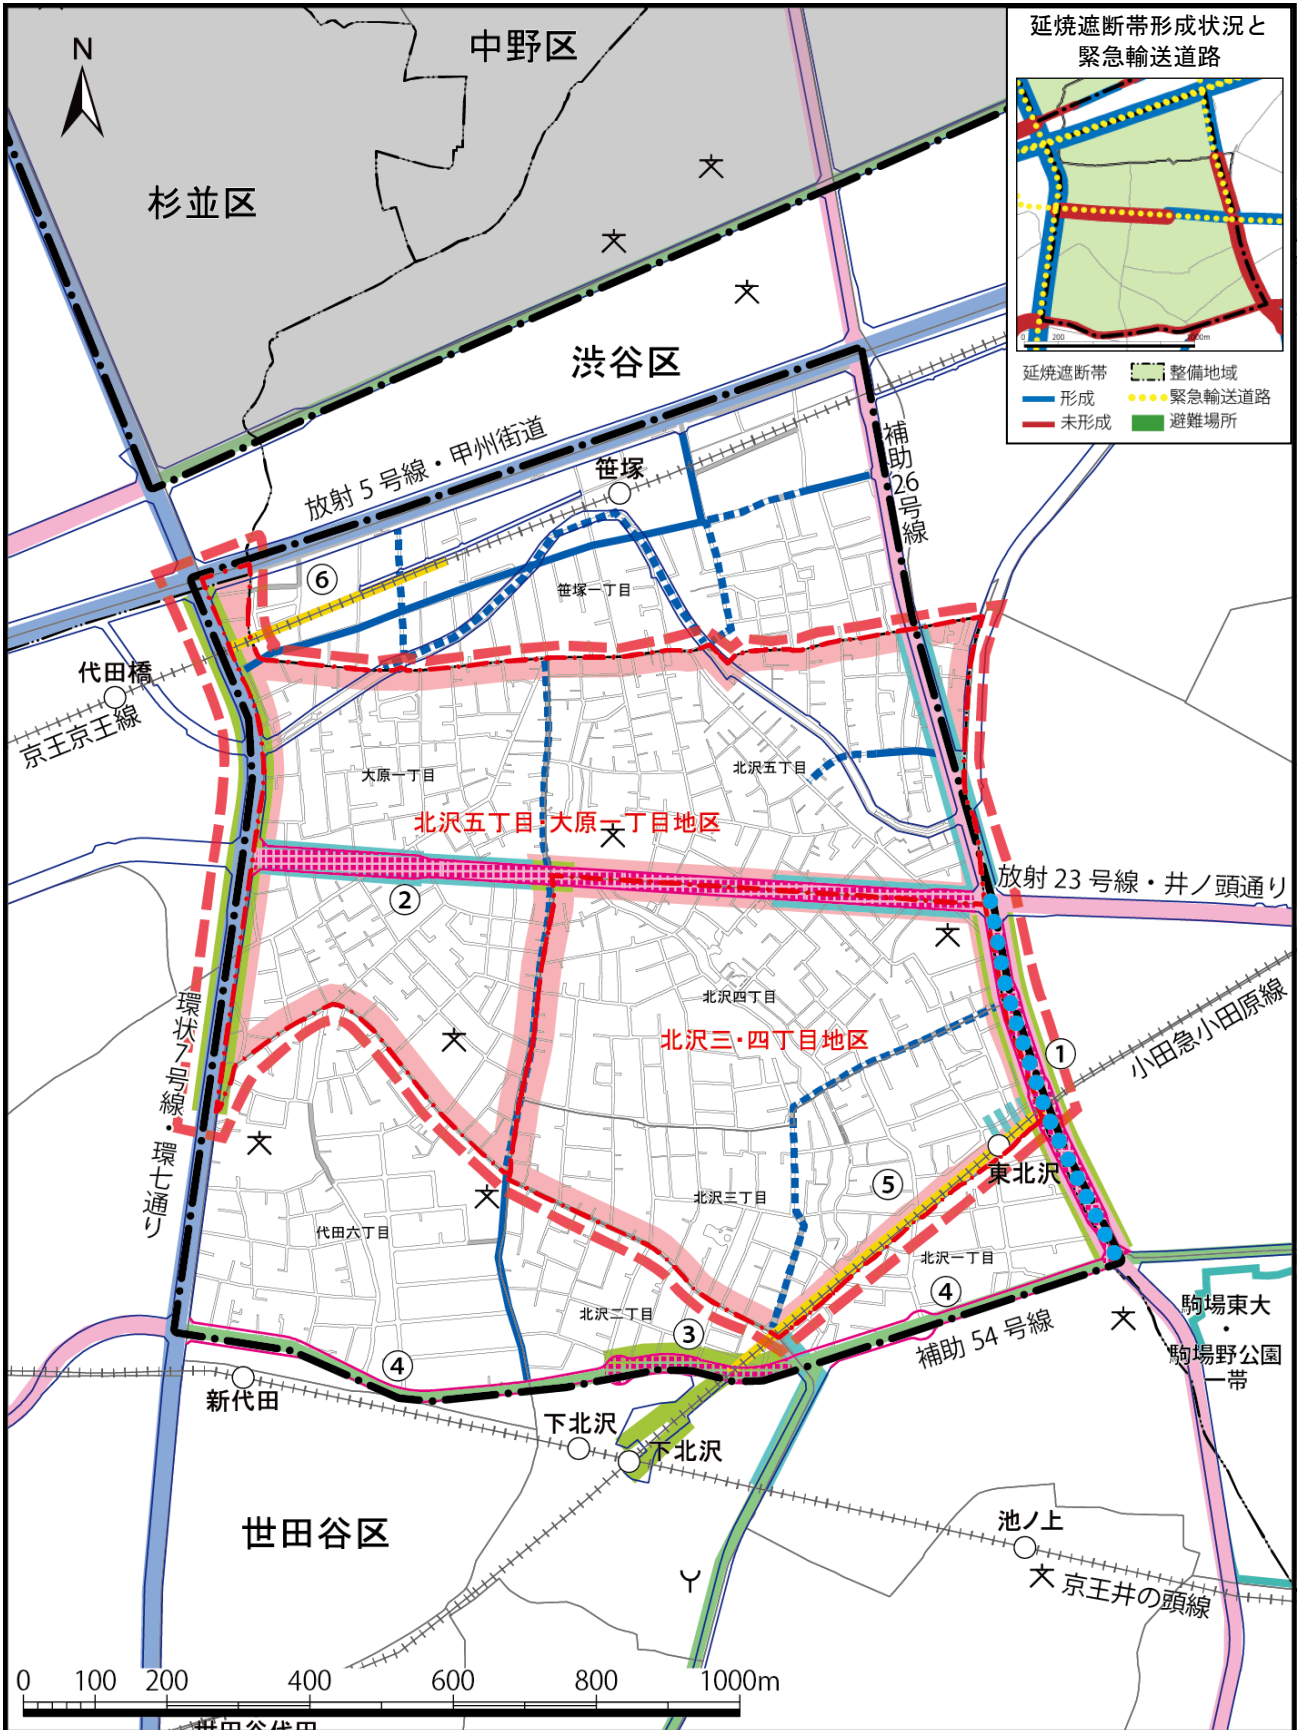 延焼遮断帯形成状況と
緊急輸送道路
0 200 1000m
延焼遮断帯
形成
未形成
整備地域
緊急輸送道路
避難場所
N
中野区
杉並区
渋谷区
放射5号線・甲州街道
笹塚
補助26号線
⑥
笹塚一丁目
代田橋
京王京王線
大原一丁目
北沢五丁目
北沢五丁目・大原一丁目地区
放射23号線・井ノ頭通り
②
北沢四丁目
北沢三・四丁目地区
環状7号線・環七通り
①
小田急小田原線
東北沢
⑤
北沢三丁目
代田六丁目
北沢一丁目
④
北沢二丁目
③
補助54号線
駒場東大
・
駒場野公園
一帯
④
新代田
下北沢
下北沢
世田谷区
池ノ上
京王井の頭線
0 100 200 400 600 800 1000m
世田谷代田